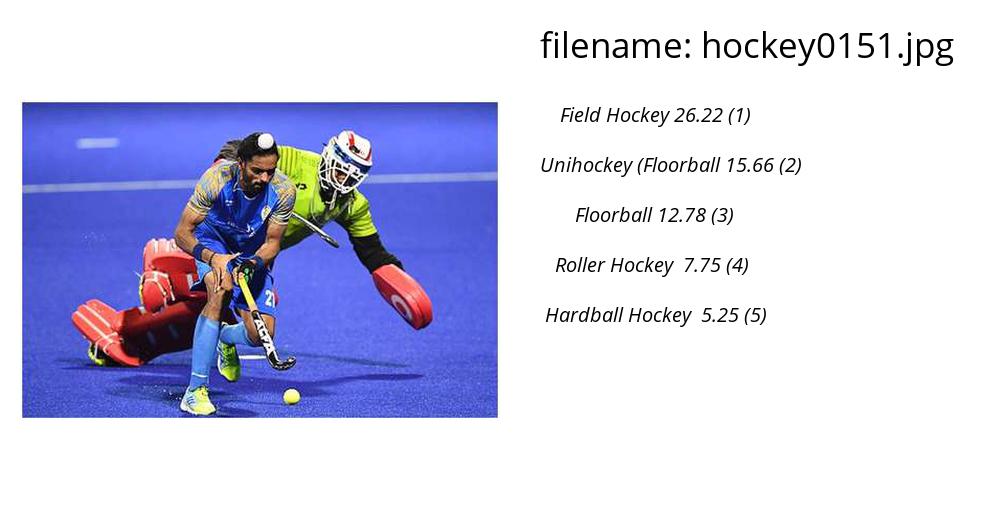 filename: hockey0151.jpg
Field Hockey 26.22 (1)
Unihockey (Floorball 15.66 (2)
Floorball 12.78 (3)
Roller Hockey  7.75 (4)
Hardball Hockey  5.25 (5)
21